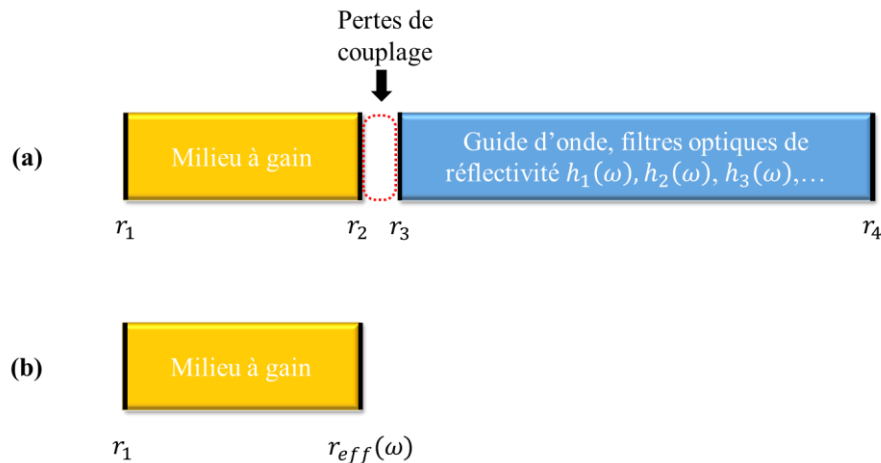 Pertes de
couplage
(a)
Milieu à gain
Guide d'onde, filtres optiques de
réflectivité ℎ₁(𝜔), ℎ₂(𝜔), ℎ₃(𝜔),…
𝑟₁
𝑟₂
𝑟₃
𝑟₄
(b)
Milieu à gain
𝑟₁
𝑟𝑒𝑓𝑓(𝜔)